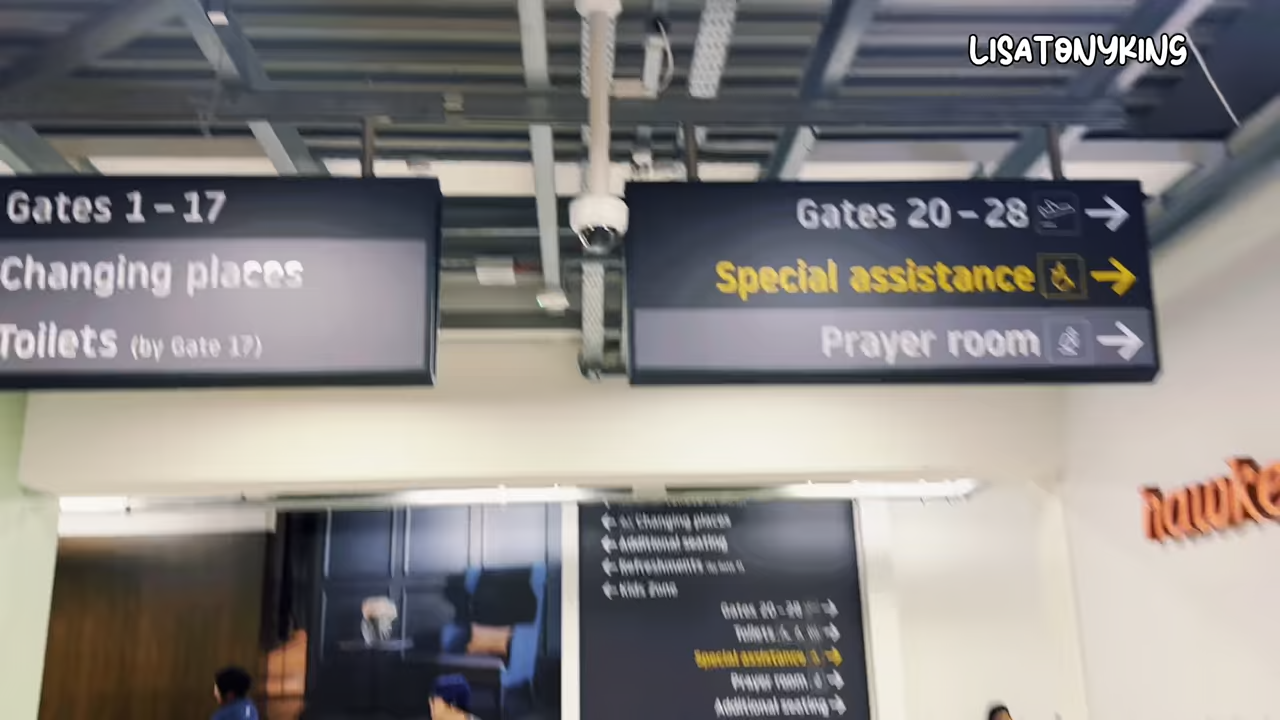 LISATONYKING
Gates 1-17
Changing places
Toilets (by Gate 17)
Gates 20-28 →
Special assistance →
Prayer room →
← Changing places
← Additional seating
← Refreshments
← Kids Zone
Gates 20-28 →
Toilets →
Special assistance →
Prayer room →
Additional seating →